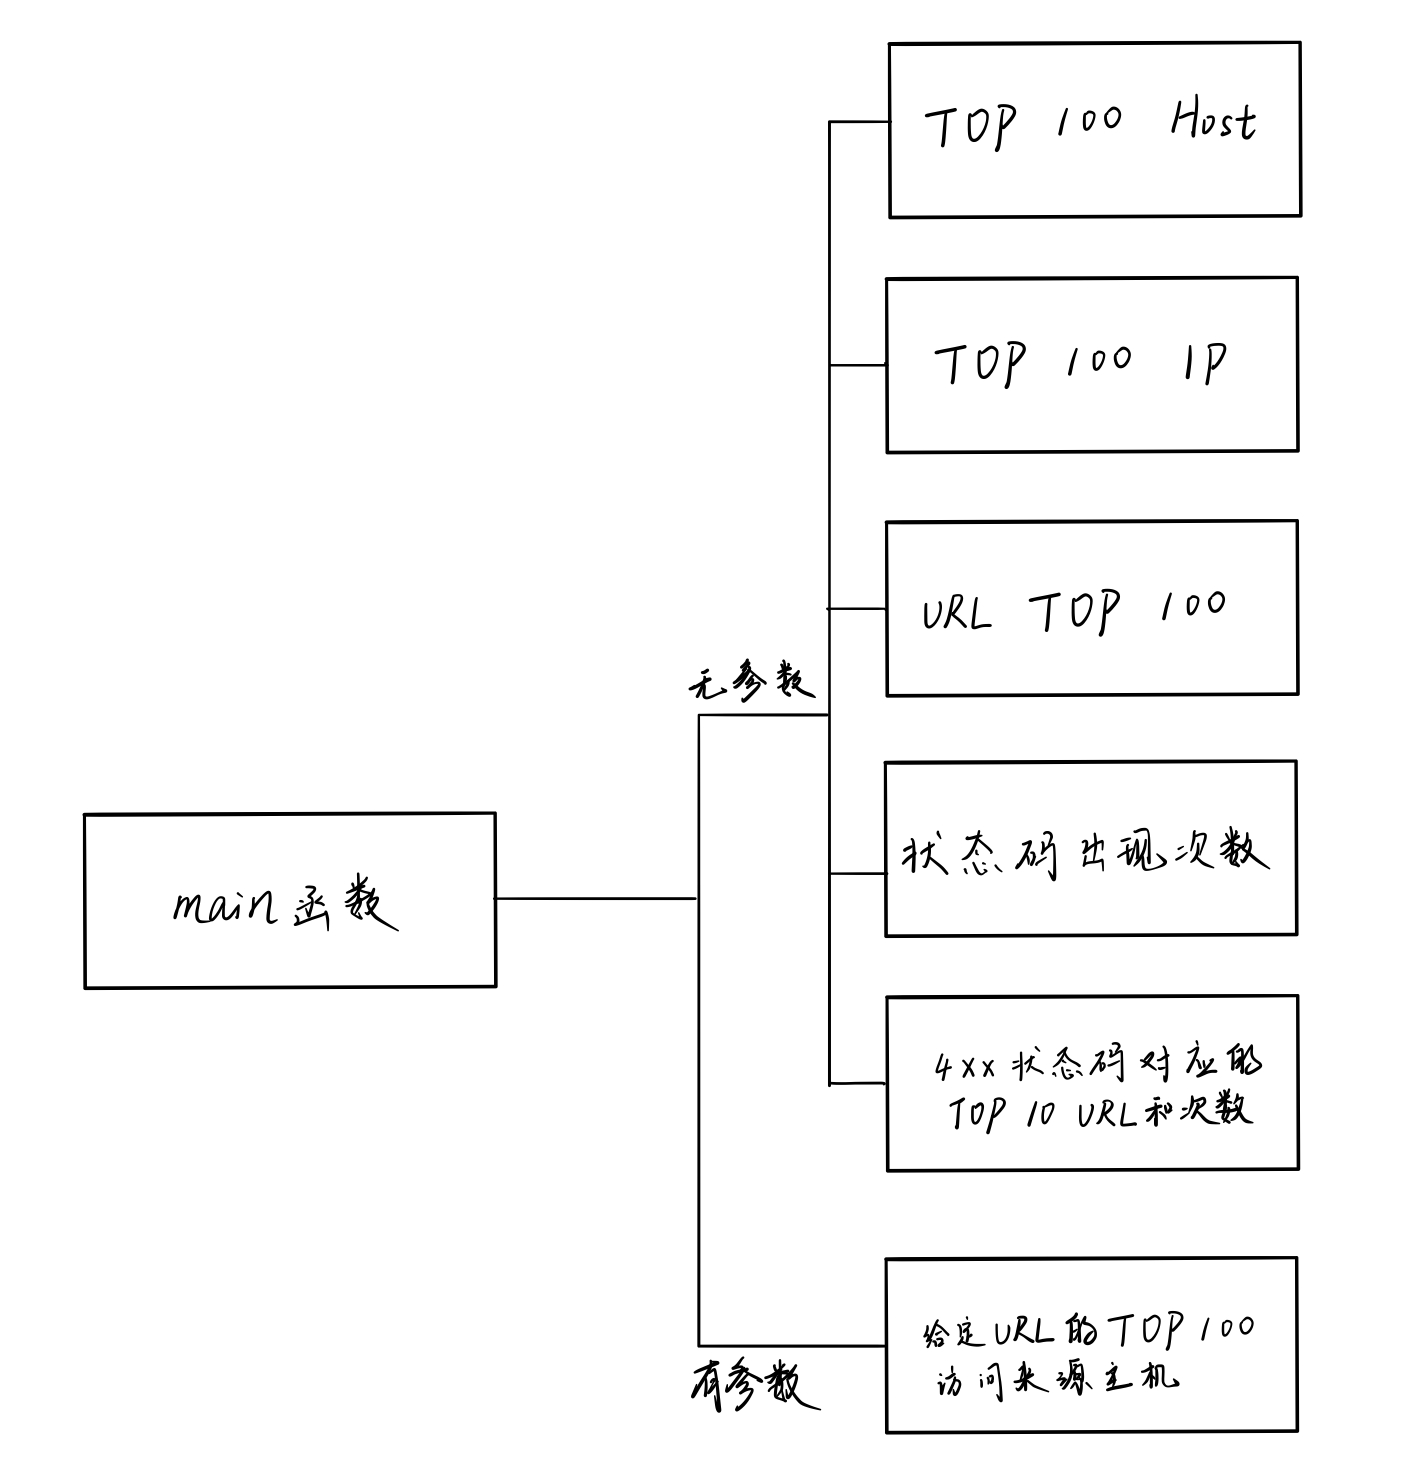 TOP 100 Host
TOP 100 IP
URL TOP 100
无参数
状态码出现次数
main函数
4xx状态码对应的
TOP 10 URL和次数
给定URL的TOP 100
访问来源主机
有参数